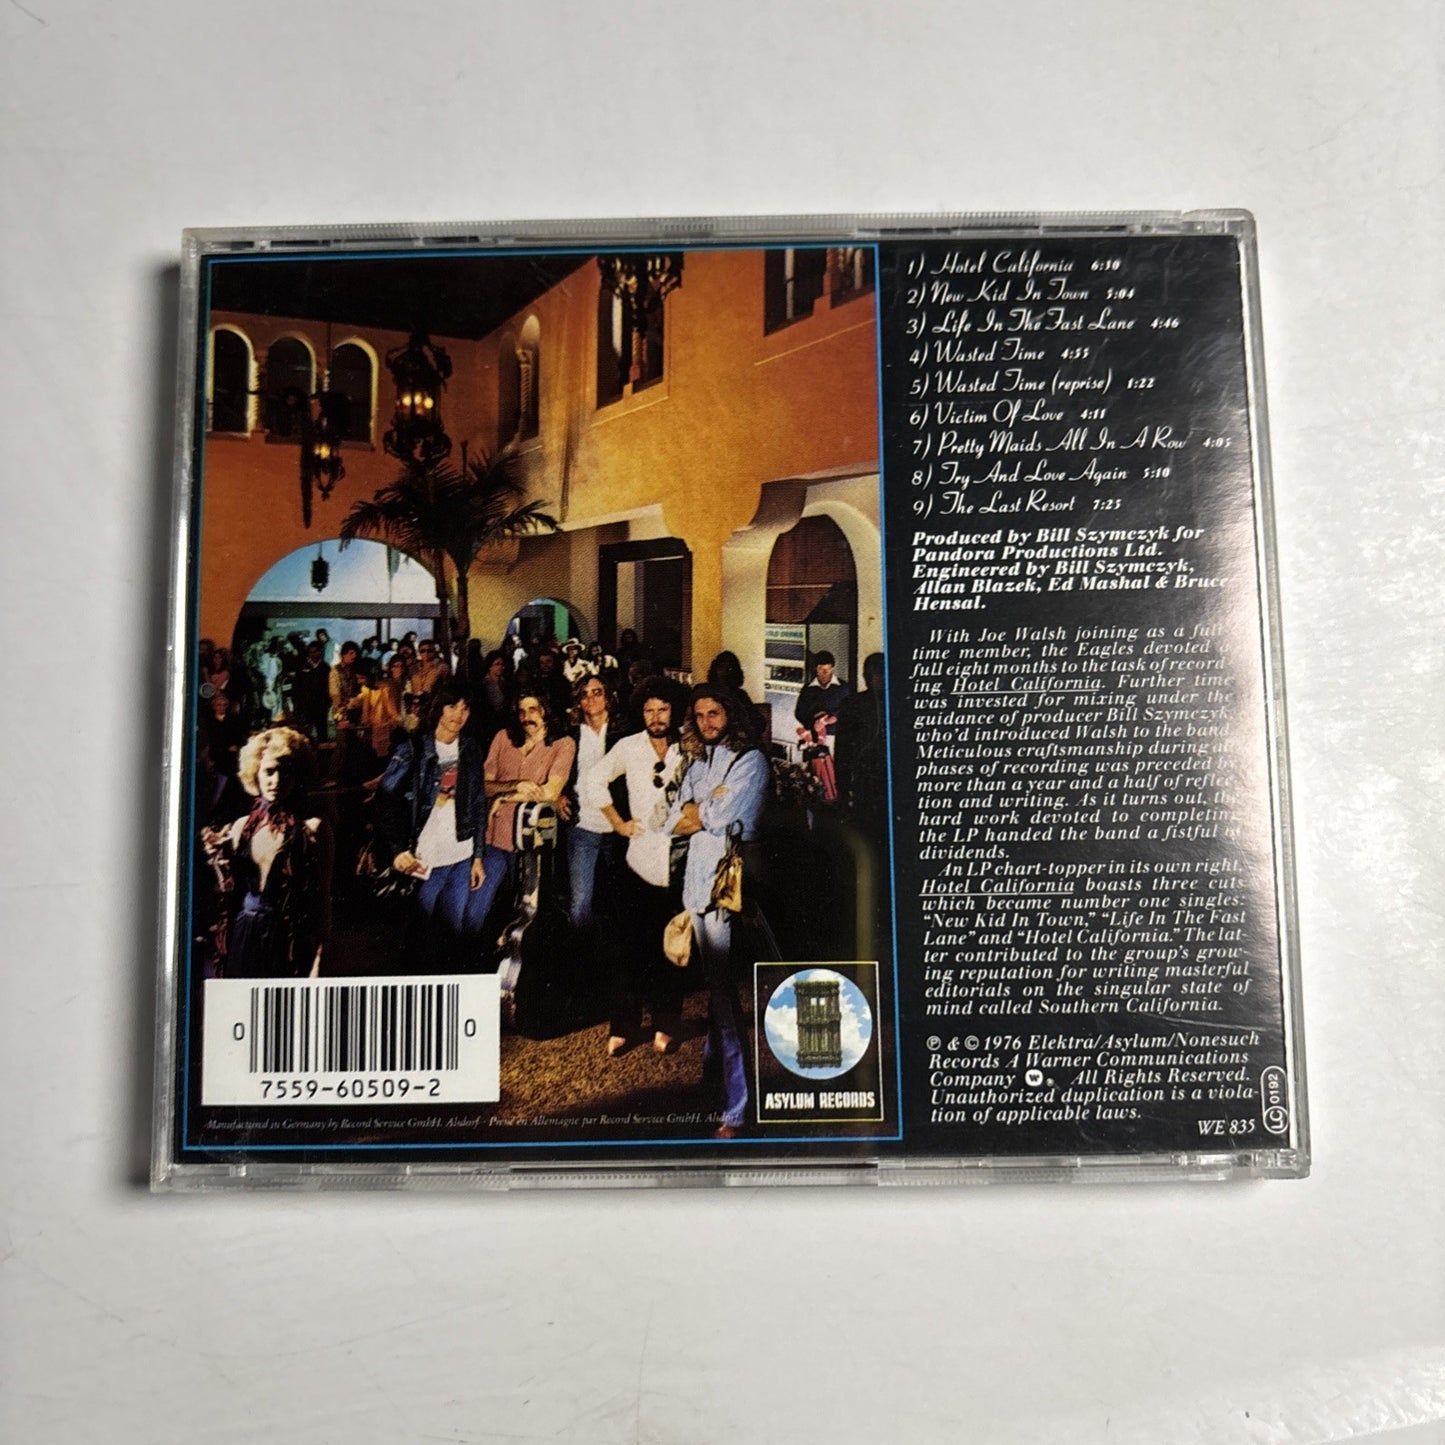 1) Hotel California 6:30
2) New Kid In Town 5:04
3) Life In The Fast Lane 4:46
4) Wasted Time 4:55
5) Wasted Time (reprise) 1:22
6) Victim Of Love 4:11
7) Pretty Maids All In A Row 4:05
8) Try And Love Again 5:10
9) The Last Resort 7:25
Produced by Bill Szymczyk for
Pandora Productions Ltd.
Engineered by Bill Szymczyk,
Allan Blazek, Ed Mashal & Bruce
Hensal.
With Joe Walsh joining as a full
time member, the Eagles devoted a
full eight months to the task of record
ing Hotel California. Further time
was invested for mixing under the
guidance of producer Bill Szymczyk,
who'd introduced Walsh to the band.
Meticulous craftsmanship during all
phases of recording was preceded by
more than a year and a half of reflec-
tion and writing. As it turns out, the
hard work devoted to completing
the LP handed the band a fistful of
dividends.
An LP chart-topper in its own right,
Hotel California boasts three cuts
which became number one singles:
"New Kid In Town," "Life In The Fast
Lane" and "Hotel California." The lat-
ter contributed to the group's grow-
ing reputation for writing masterful
editorials on the singular state of
mind called Southern California.
℗ & © 1976 Elektra/Asylum/Nonesuch
Records A Warner Communications
Company W ®. All Rights Reserved.
Unauthorized duplication is a viola-
tion of applicable laws.
WE 835
LC 0192
ASYLUM RECORDS
0 0
7559-60509-2
Manufactured in Germany by Record Service GmbH. Alsdorf · Pressé en Allemagne par Record Service GmbH. Alsdorf